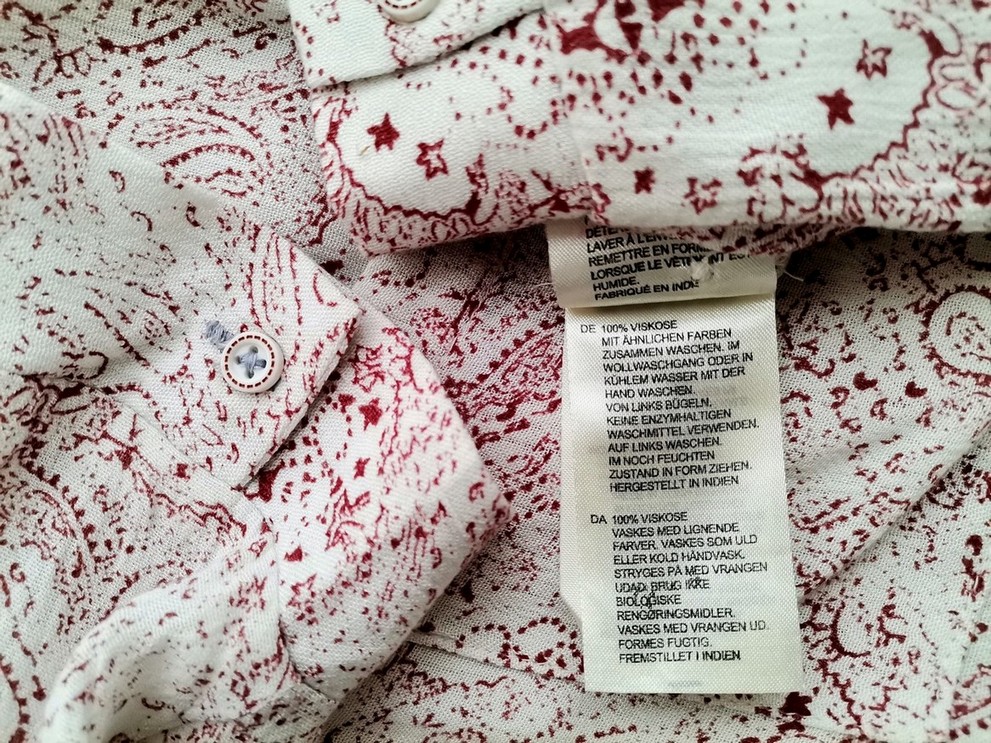 LAVER À L'ENV
REMETTRE EN FORM
LORSQUE LE VÊTEMENT EST
HUMIDE.
FABRIQUÉ EN INDE
DE 100% VISKOSE
MIT ÄHNLICHEN FARBEN
ZUSAMMEN WASCHEN. IM
WOLLWASCHGANG ODER IN
KÜHLEM WASSER MIT DER
HAND WASCHEN.
VON LINKS BÜGELN.
KEINE ENZYMHALTIGEN
WASCHMITTEL VERWENDEN.
AUF LINKS WASCHEN.
IM NOCH FEUCHTEN
ZUSTAND IN FORM ZIEHEN.
HERGESTELLT IN INDIEN
DA 100% VISKOSE
VASKES MED LIGNENDE
FARVER. VASKES SOM ULD
ELLER KOLD HÅNDVASK.
STRYGES PÅ MED VRANGEN
UDAD. BRUG IKKE
BIOLOGISKE
RENGØRINGSMIDLER.
VASKES MED VRANGEN UD.
FORMES FUGTIG.
FREMSTILLET I INDIEN